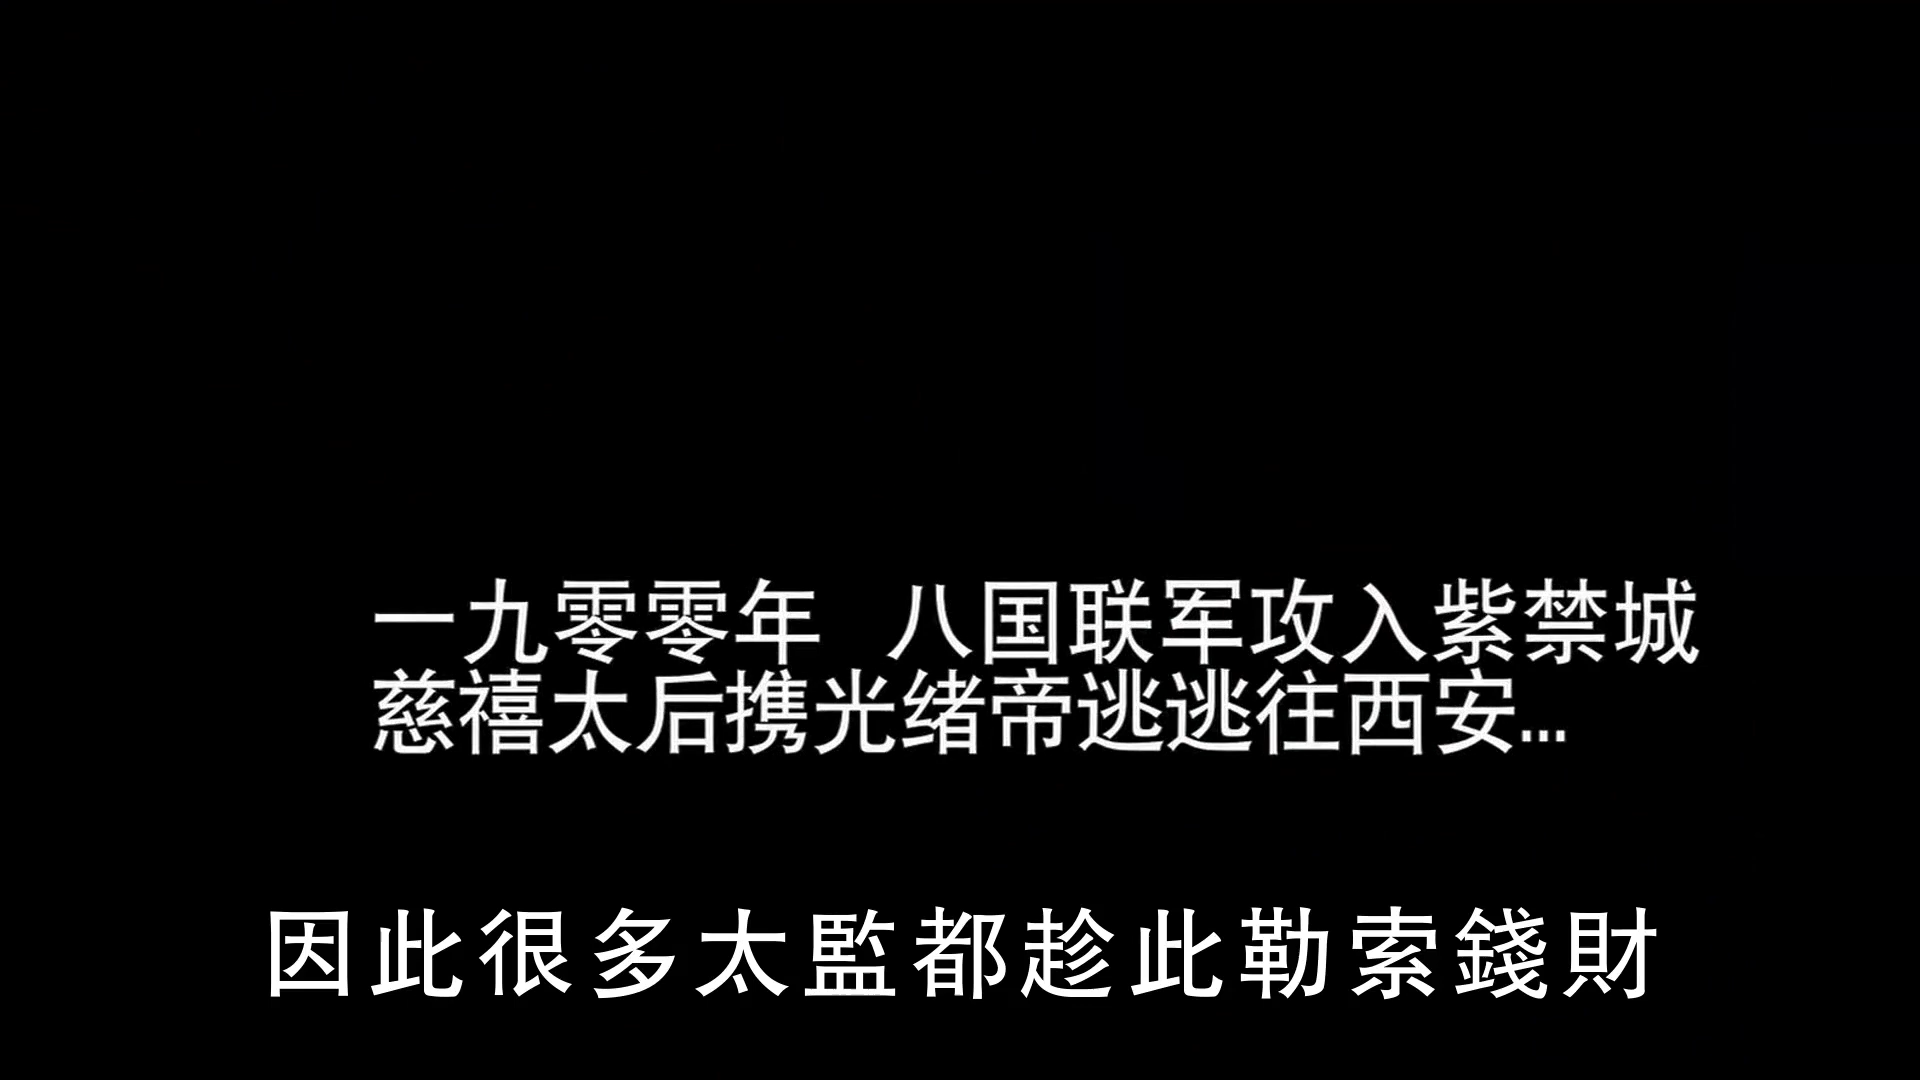 一九零零年 八国联军攻入紫禁城
慈禧太后携光绪帝逃逃往西安...
因此很多太監都趁此勒索錢財